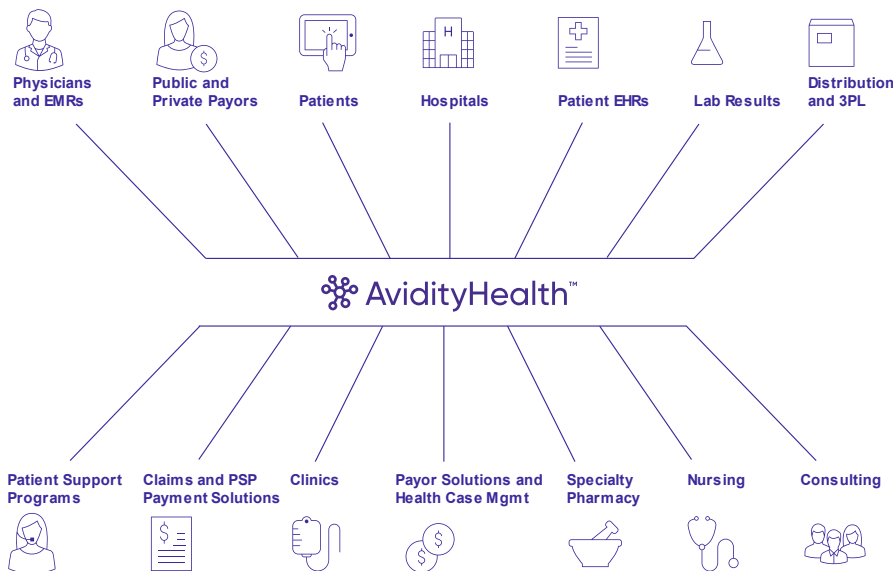 Physicians
and EMRs
Public and
Private Payors
Patients
Hospitals
Patient EHRs
Lab Results
Distribution
and 3PL
$
H
AvidityHealth™
Patient Support
Programs
Claims and PSP
Payment Solutions
Clinics
Payor Solutions and
Health Case Mgmt
Specialty
Pharmacy
Nursing
Consulting
$
$
$
$